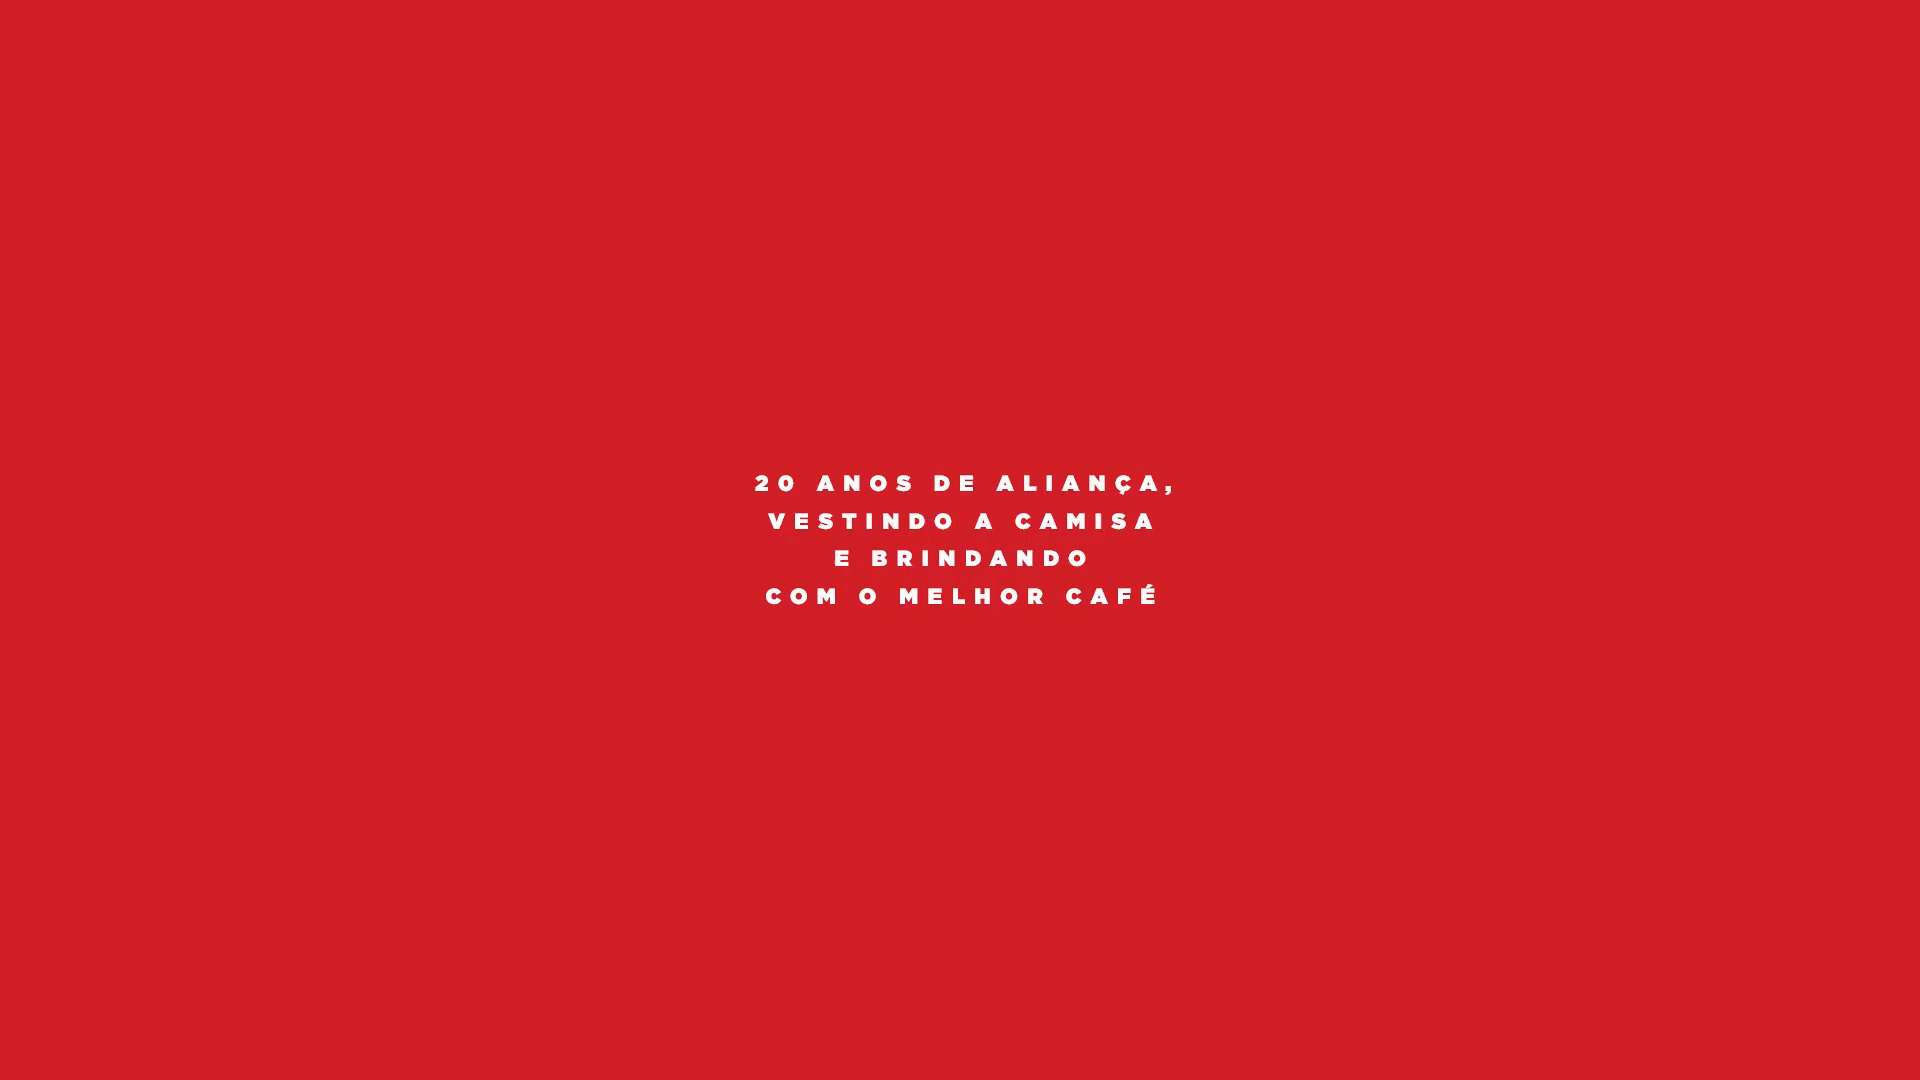 20 ANOS DE ALIANÇA,
VESTINDO A CAMISA
E BRINDANDO
COM O MELHOR CAFÉ